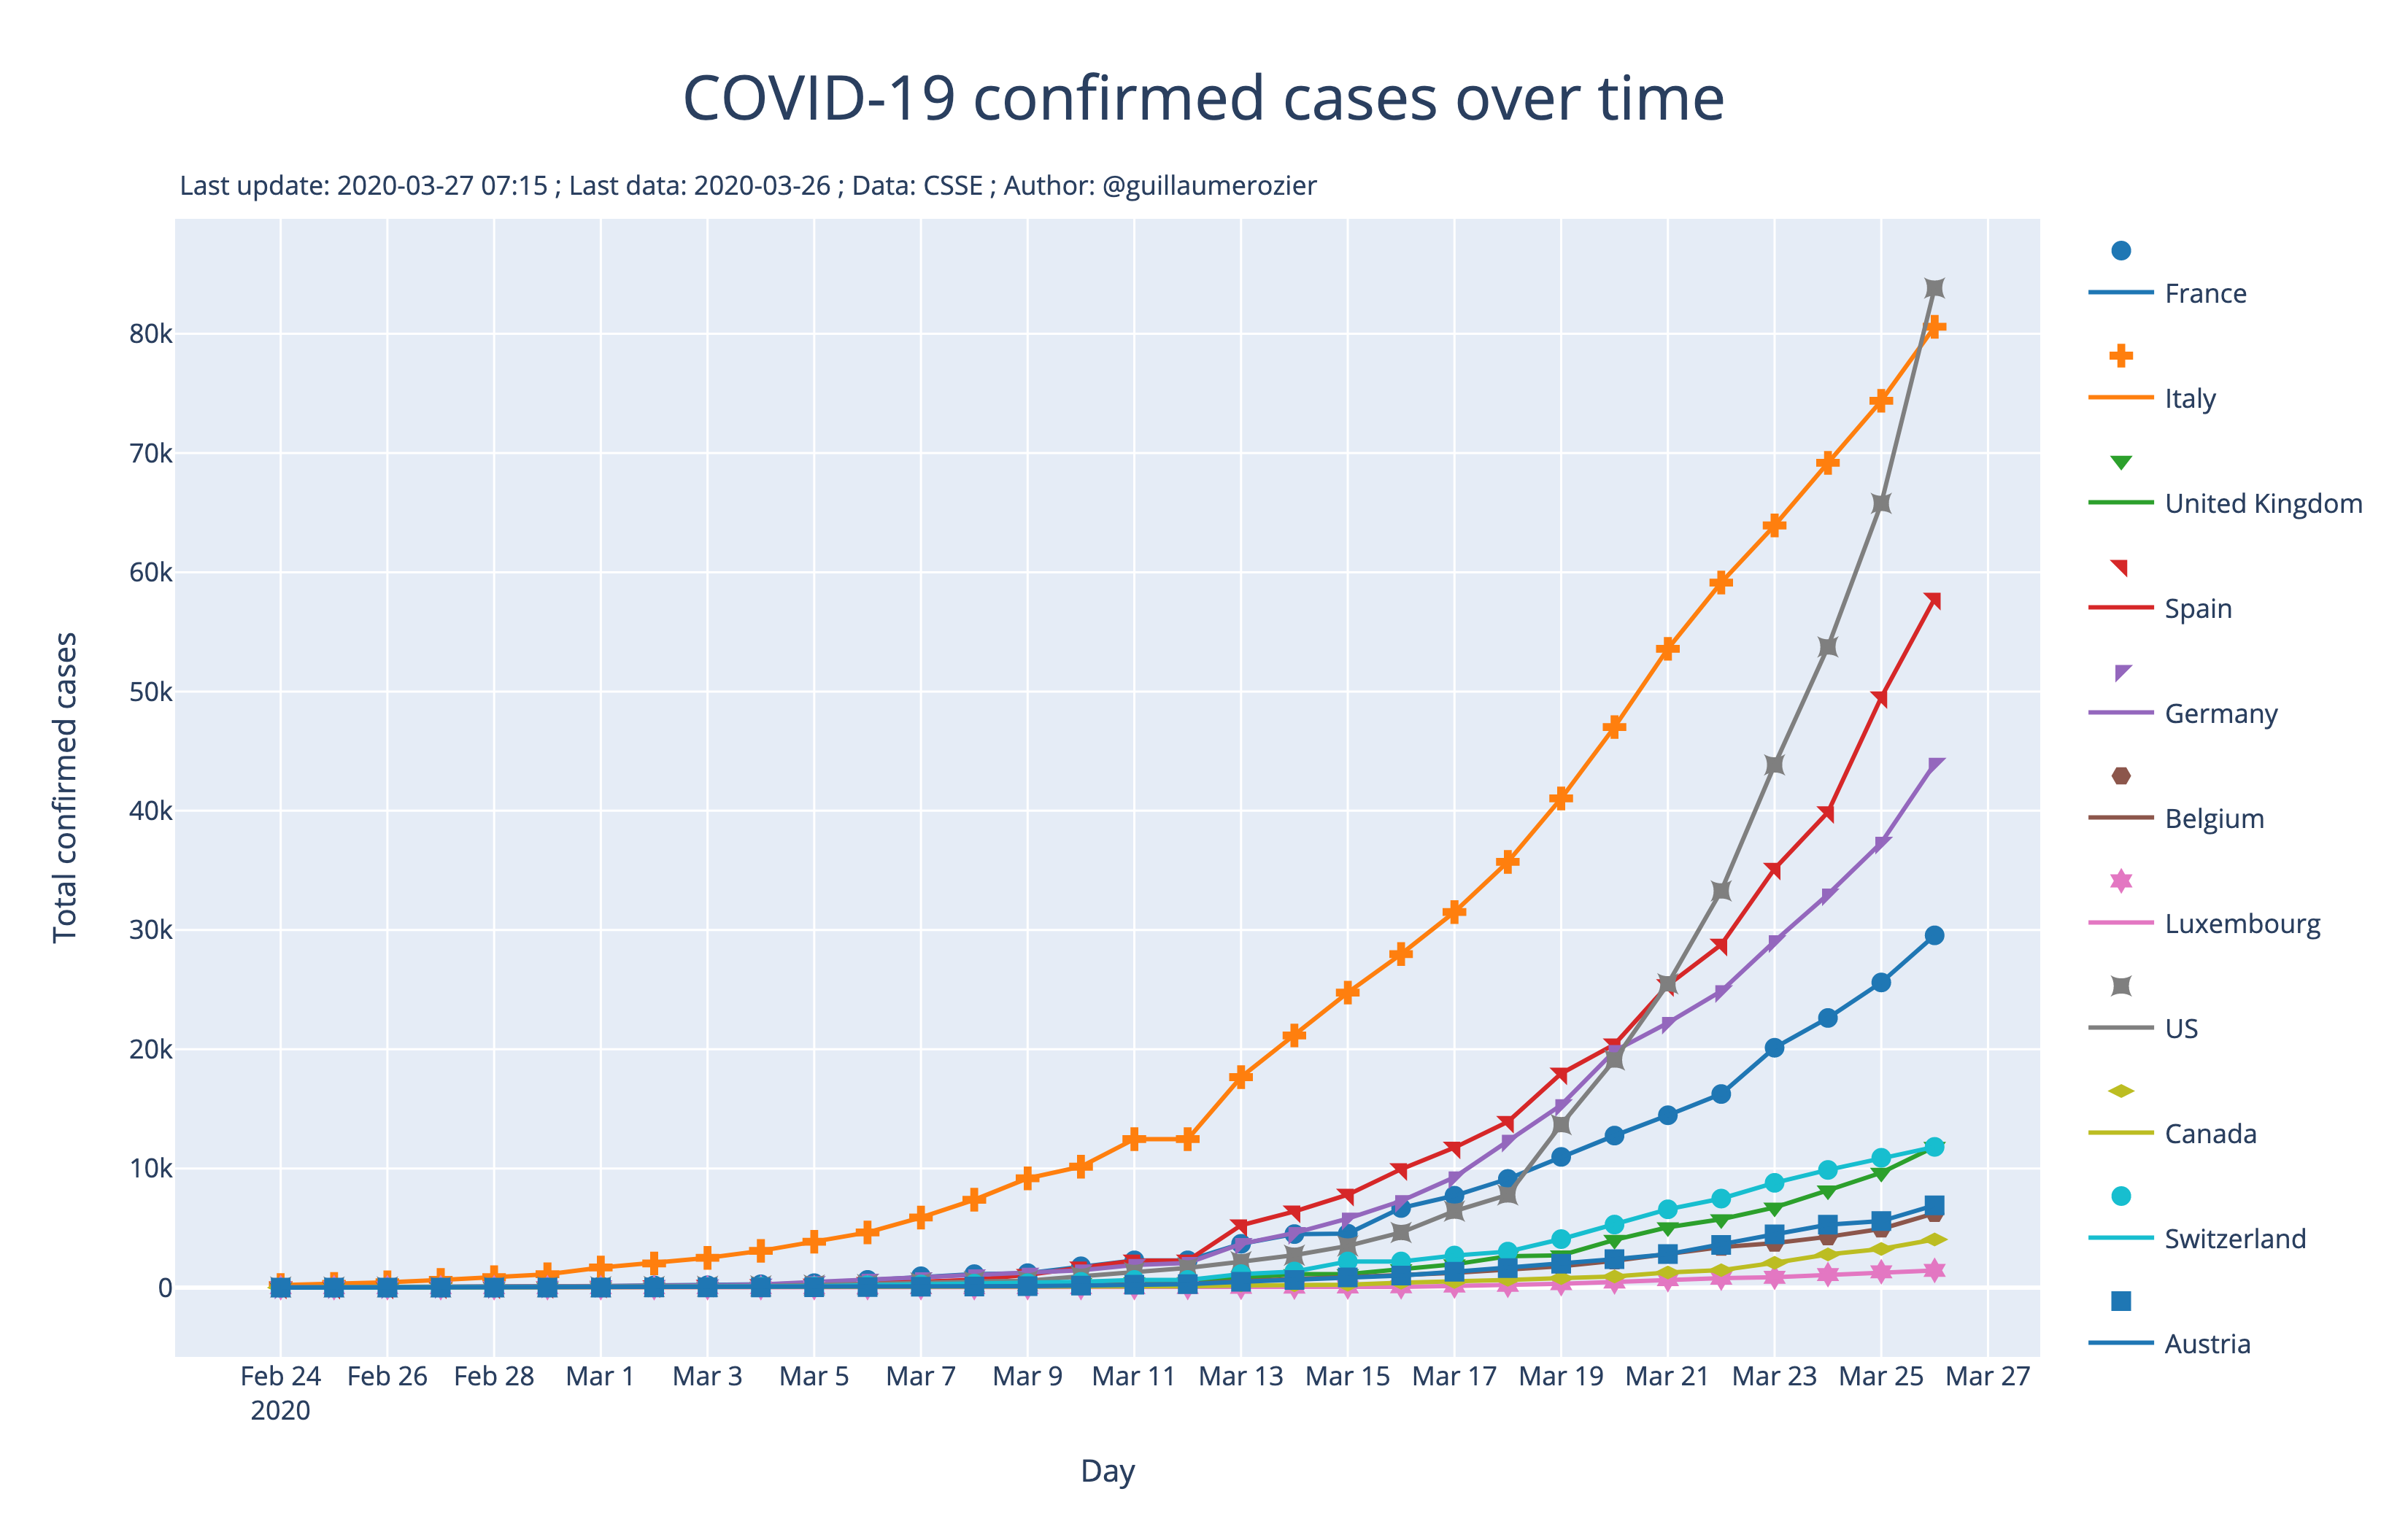 COVID-19 confirmed cases over time
Last update: 2020-03-27 07:15 ; Last data: 2020-03-26 ; Data: CSSE ; Author: @guillaumerozier
France
Italy
United Kingdom
Spain
Germany
Belgium
Luxembourg
US
Canada
Switzerland
Austria
Total confirmed cases
80k
70k
60k
50k
40k
30k
20k
10k
0
Feb 24 Feb 26 Feb 28 Mar 1 Mar 3 Mar 5 Mar 7 Mar 9 Mar 11 Mar 13 Mar 15 Mar 17 Mar 19 Mar 21 Mar 23 Mar 25 Mar 27
2020
Day